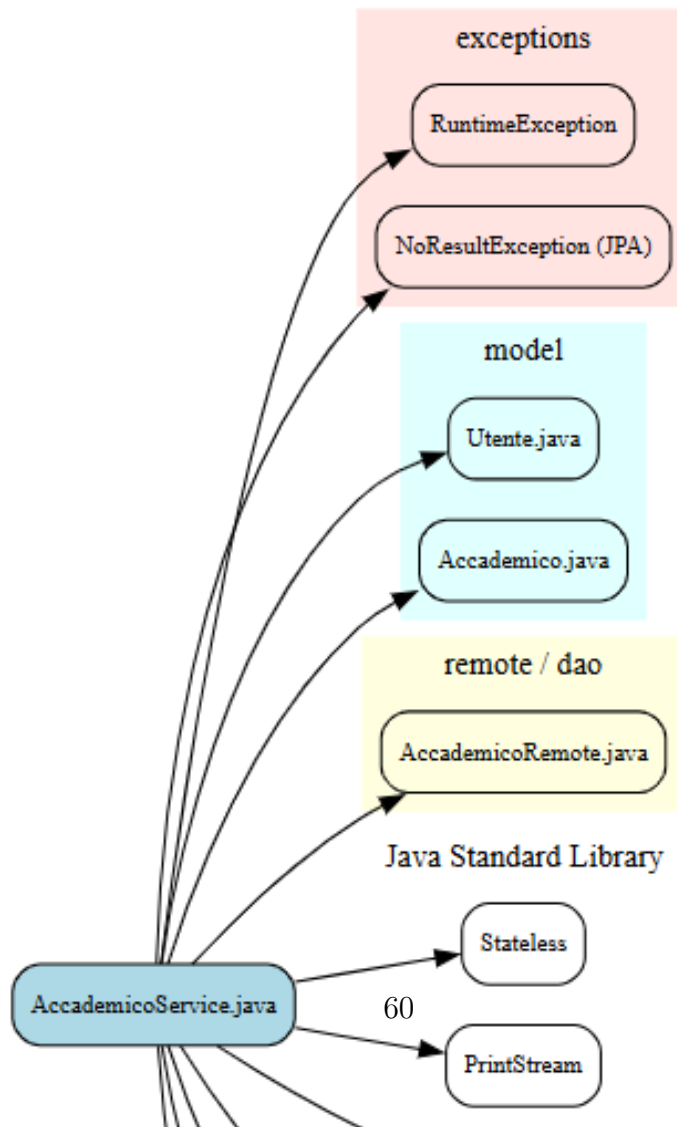 exceptions
RuntimeException
NoResultException (JPA)
model
Utente.java
Accademico.java
remote / dao
AccademicoRemote.java
Java Standard Library
Stateless
AccademicoService.java
60
PrintStream